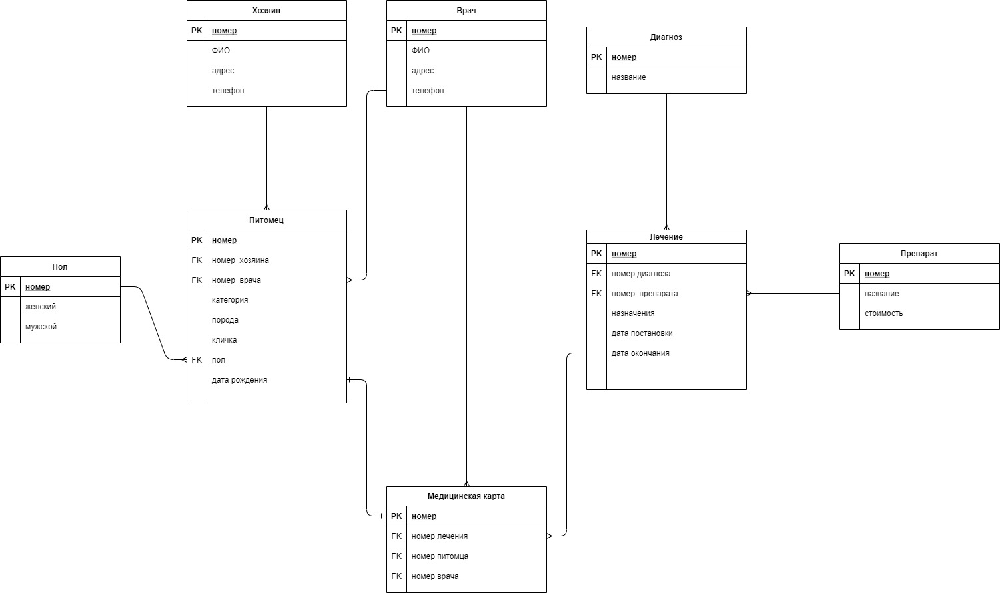 Хозяин
PK номер
ФИО
адрес
телефон
Врач
PK номер
ФИО
адрес
телефон
Диагноз
PK номер
название
Питомец
PK номер
FK номер_хозяина
FK номер_врача
категория
порода
кличка
FK пол
дата рождения
Пол
PK номер
женский
мужской
Лечение
PK номер
FK номер диагноза
FK номер_препарата
назначения
дата постановки
дата окончания
Препарат
PK номер
название
стоимость
Медицинская карта
PK номер
FK номер лечения
FK номер питомца
FK номер врача